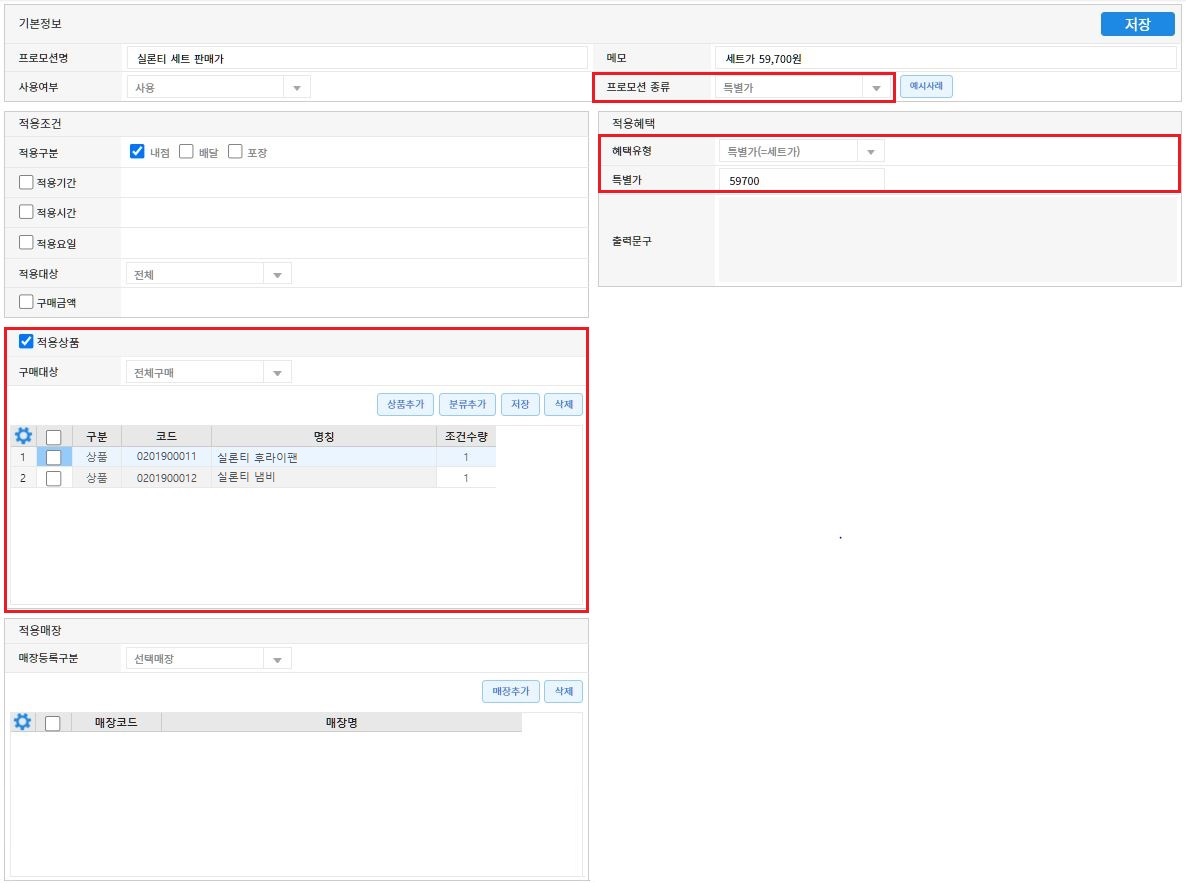 기본정보
저장
프로모션명 실론티 세트 판매가 메모 세트가 59,700원
사용여부 사용 프로모션 종류 특별가 예시사례
적용조건
적용구분 내점 배달 포장
적용기간
적용시간
적용요일
적용대상 전체
구매금액
적용혜택
혜택유형 특별가(=세트가)
특별가 59700
출력문구
적용상품
구매대상 전체구매
상품추가 분류추가 저장 삭제
구분 코드 명칭 조건수량
1 상품 0201900011 실론티 후라이팬 1
2 상품 0201900012 실론티 냄비 1
적용매장
매장등록구분 선택매장
매장추가 삭제
매장코드 매장명